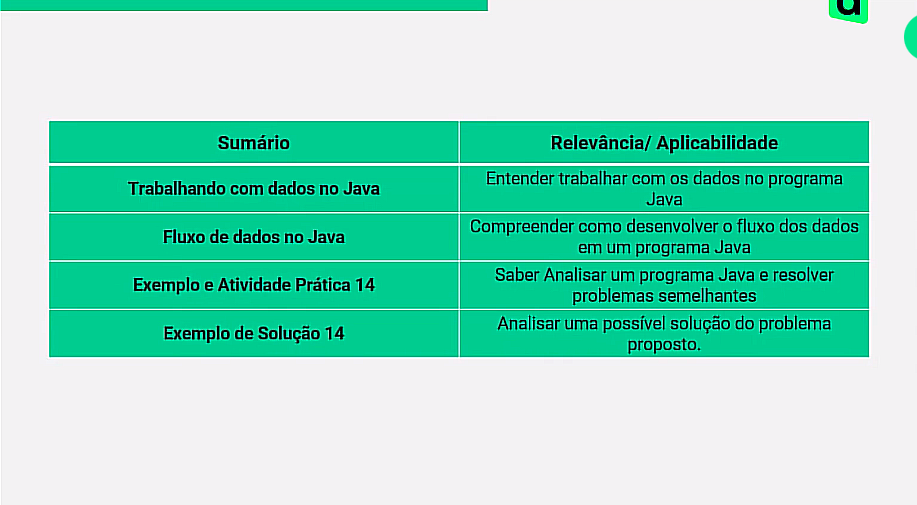 Sumário
Relevância/ Aplicabilidade
Trabalhando com dados no Java
Entender trabalhar com os dados no programa
Java
Fluxo de dados no Java
Compreender como desenvolver o fluxo dos dados
em um programa Java
Exemplo e Atividade Prática 14
Saber Analisar um programa Java e resolver
problemas semelhantes
Exemplo de Solução 14
Analisar uma possível solução do problema
proposto.